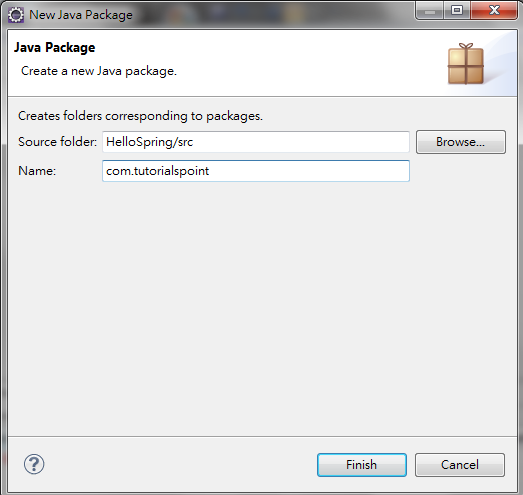 New Java Package
Java Package
Create a new Java package.
Creates folders corresponding to packages.
Source folder: HelloSpring/src Browse...
Name: com.tutorialspoint
? Finish Cancel